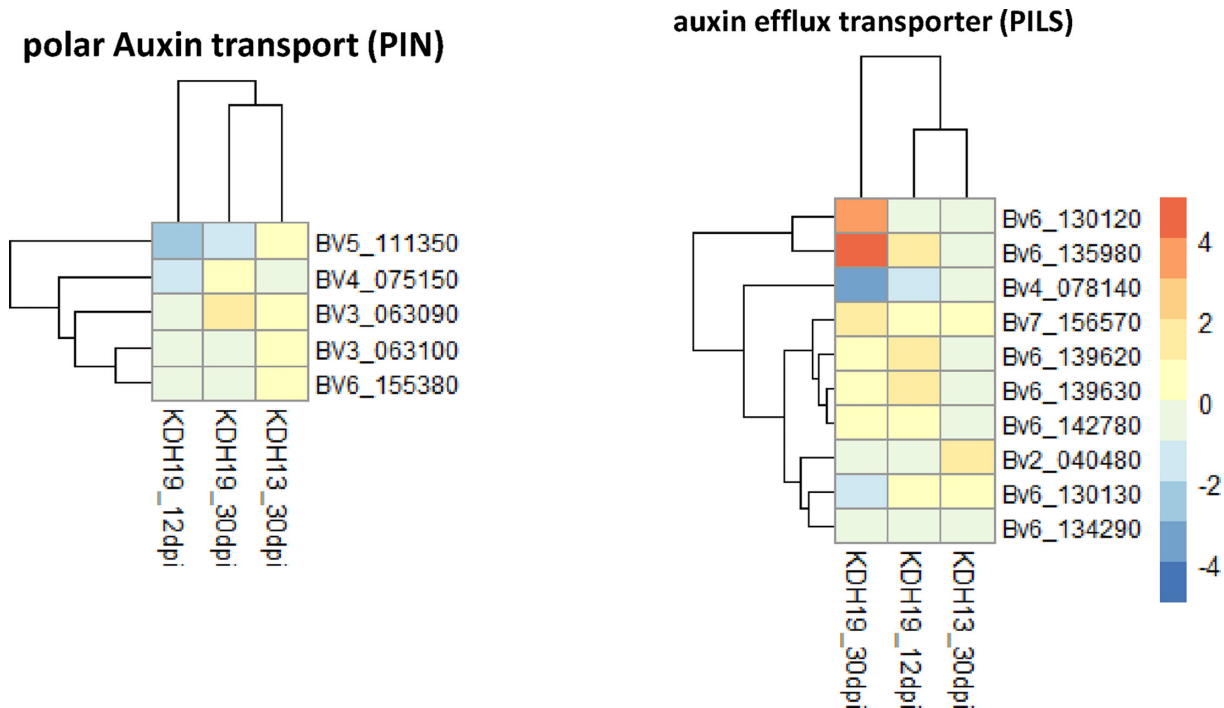 polar Auxin transport (PIN)
BV5_111350
BV4_075150
BV3_063090
BV3_063100
BV6_155380
KDH19_12dpi
KDH19_30dpi
KDH13_30dpi
auxin efflux transporter (PILS)
Bv6_130120
Bv6_135980
Bv4_078140
Bv7_156570
Bv6_139620
Bv6_139630
Bv6_142780
Bv2_040480
Bv6_130130
Bv6_134290
KDH19_30dpi
KDH19_12dpi
KDH13_30dpi
4
2
0
-2
-4